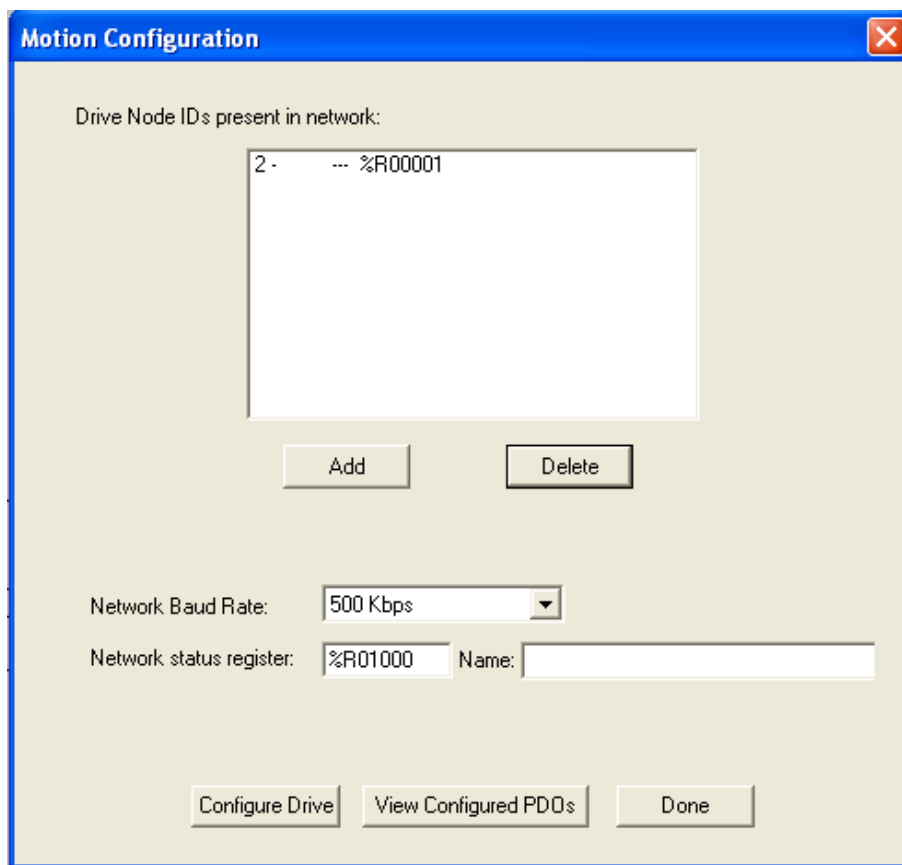 Motion Configuration
Drive Node IDs present in network:
2 - --- %R00001
Add Delete
Network Baud Rate: 500 Kbps
Network status register: %R01000 Name:
Configure Drive View Configured PDOs Done